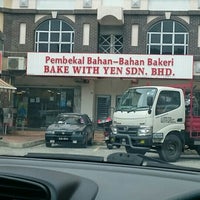 Pembekal Bahan-Bahan Bakeri
BAKE WITH YEN SDN. BHD.